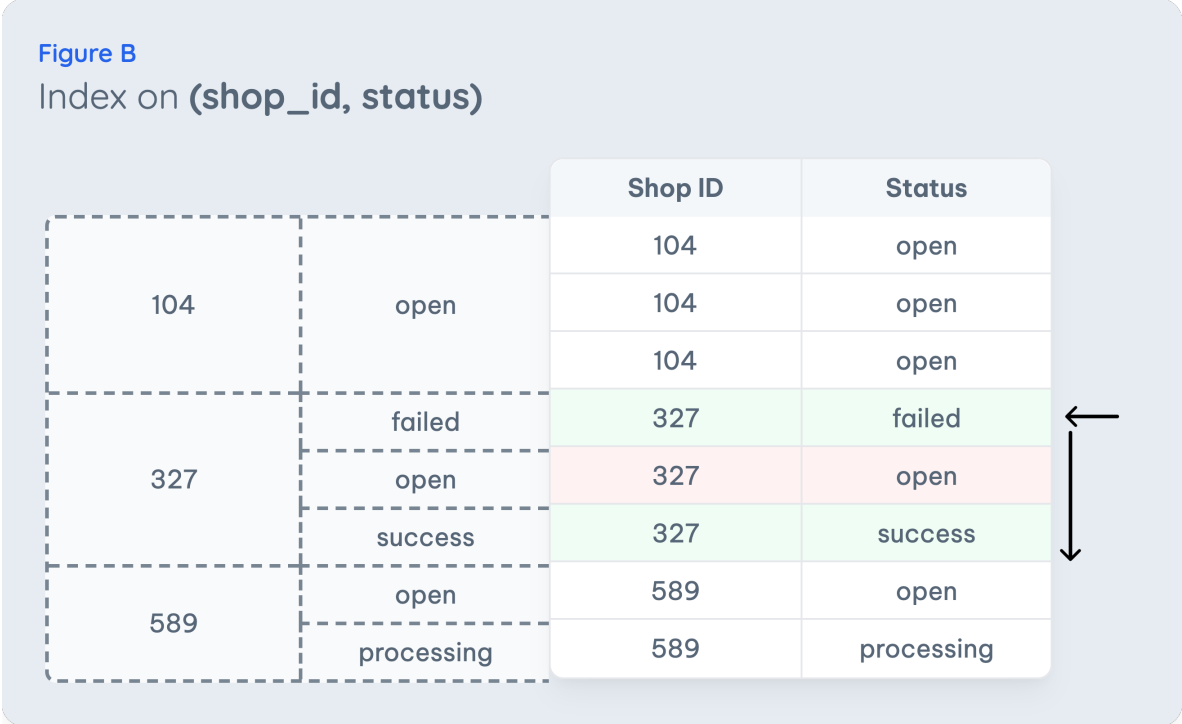 Figure B
Index on (shop_id, status)
Shop ID Status
104 open
104 open
104 open
327 failed
327 open
327 success
589 open
589 processing
104 open
327 failed
open
success
589 open
processing